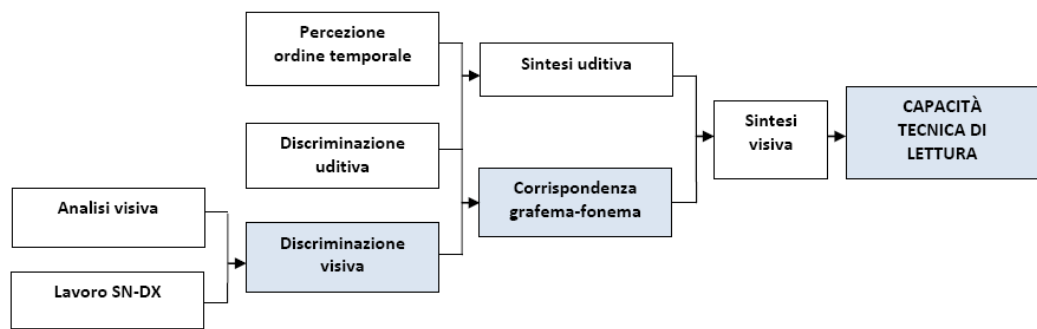 Percezione
ordine temporale
Sintesi uditiva
CAPACITÀ
TECNICA DI
LETTURA
Sintesi
visiva
Discriminazione
uditiva
Corrispondenza
grafema-fonema
Analisi visiva
Discriminazione
visiva
Lavoro SN-DX